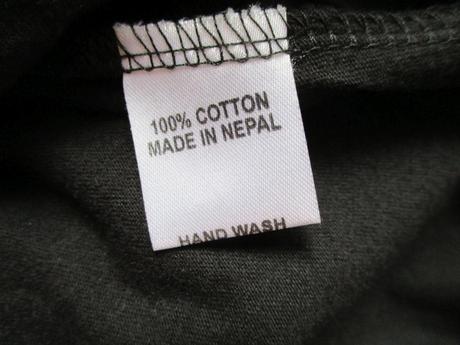 100% COTTON
MADE IN NEPAL
HAND WASH